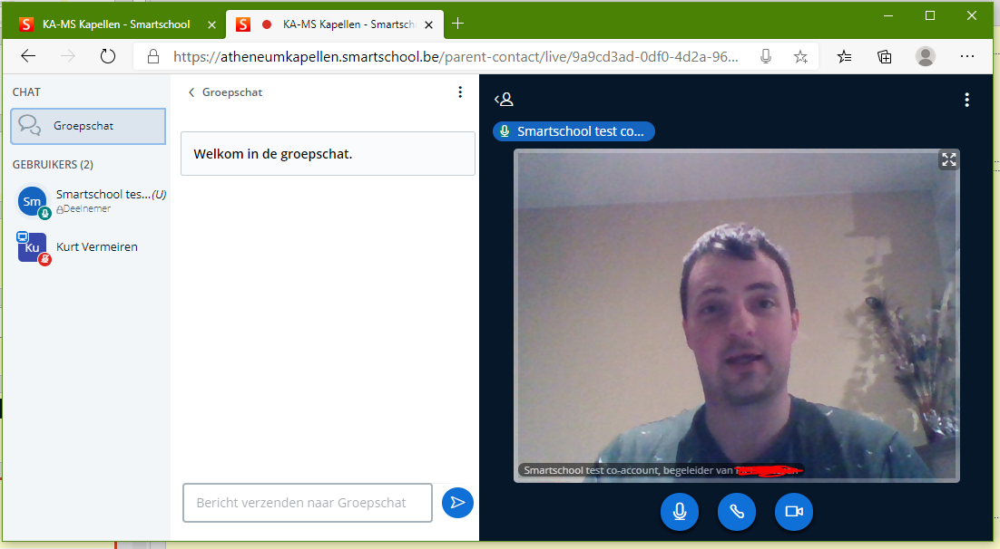 KA-MS Kapellen - Smartschool
KA-MS Kapellen - Smartsch
https://atheneumkapellen.smartschool.be/parent-contact/live/9a9cd3ad-0df0-4d2a-96...
CHAT
Groepschat
GEBRUIKERS (2)
Sm
Smartschool tes... (U)
Deelnemer
Ku
Kurt Vermeiren
Groepschat
Welkom in de groepschat.
Bericht verzenden naar Groepschat
Smartschool test co...
Smartschool test co-account, begeleider van